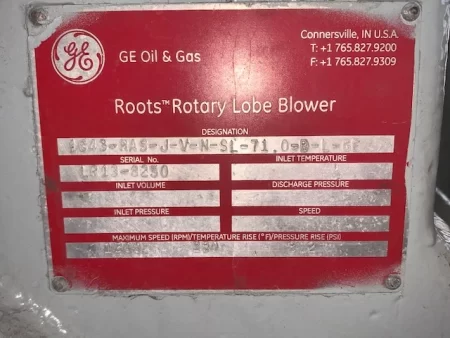 GE
GE Oil & Gas
Connersville, IN U.S.A.
T: +1 765.827.9200
F: +1 765.827.9309
Roots™ Rotary Lobe Blower
DESIGNATION
SERIAL No. INLET TEMPERATURE
INLET VOLUME DISCHARGE PRESSURE
INLET PRESSURE SPEED
MAXIMUM SPEED (RPM)/TEMPERATURE RISE (°F)/PRESSURE RISE (PSI)